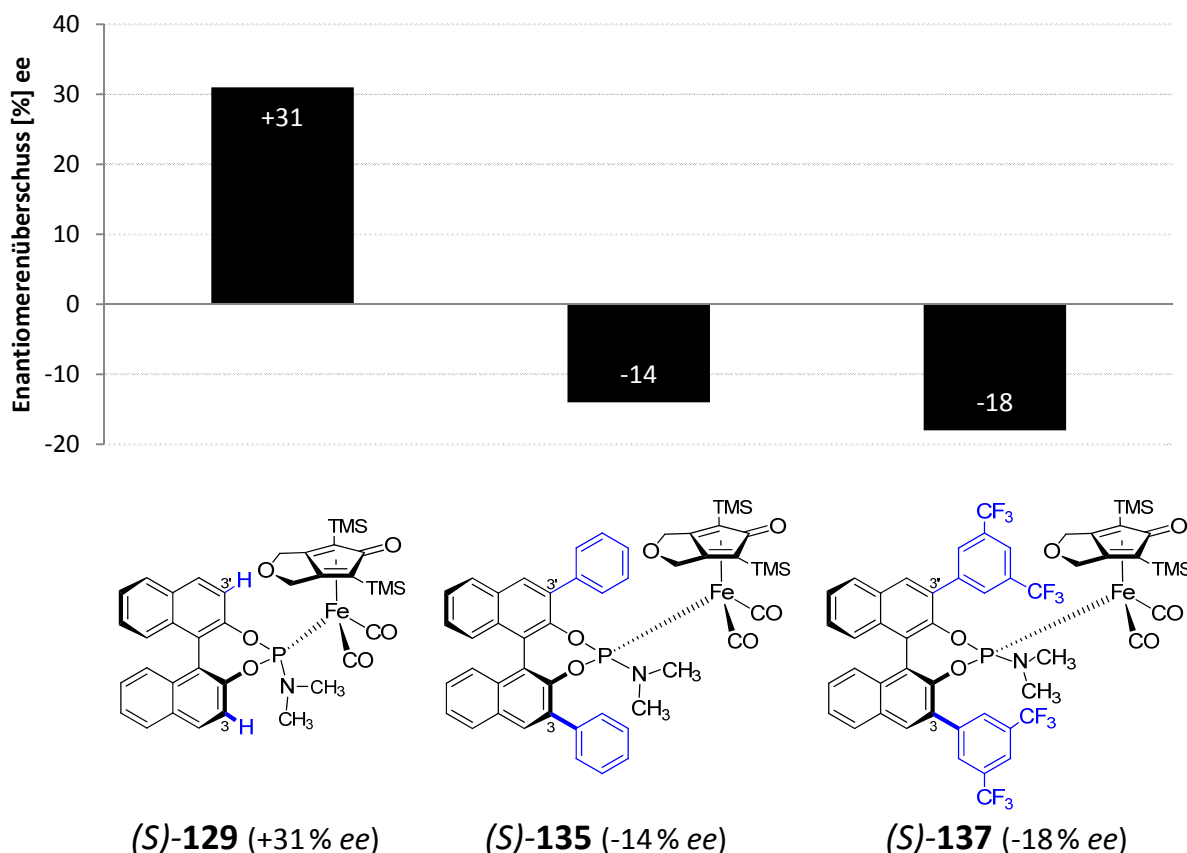 Enantiomerenüberschuss [%] ee
40
30
20
10
0
-10
-20
+31
-14
-18
TMS
O
O
TMS
3'
H
Fe
CO
CO
O
P
O
N
CH3
CH3
3
H
TMS
O
O
TMS
3'
Fe
CO
CO
O
P
O
N
CH3
CH3
3
CF3
CF3
TMS
O
O
TMS
3'
Fe
CO
CO
O
P
O
N
CH3
CH3
3
CF3
CF3
(S)-129 (+31% ee)
(S)-135 (-14% ee)
(S)-137 (-18% ee)